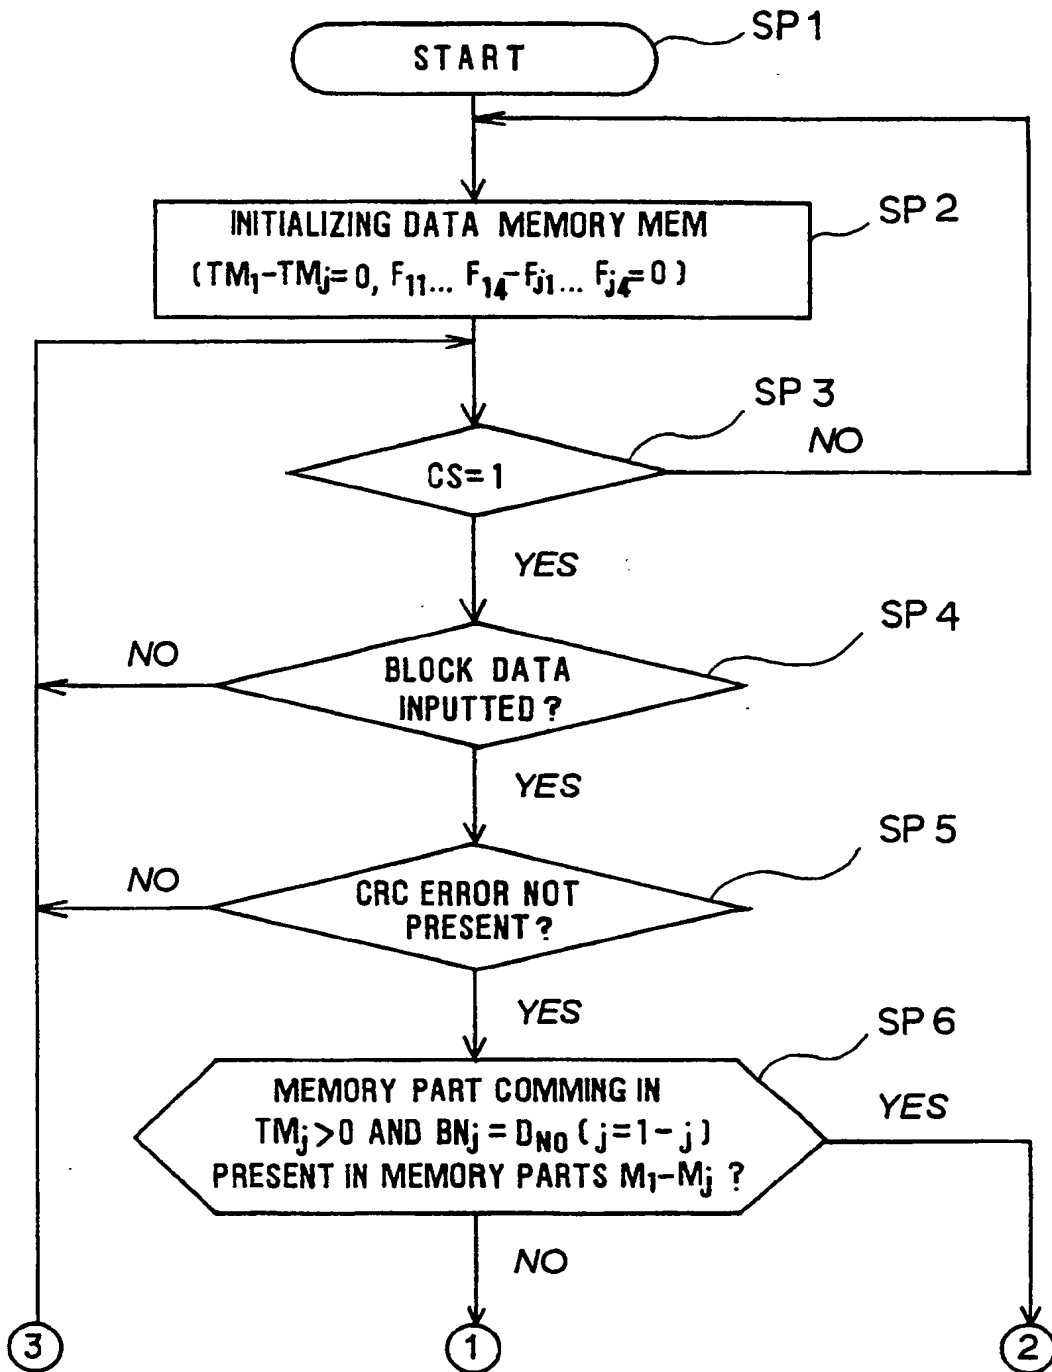 SP1
START
SP2
INITIALIZING DATA MEMORY MEM
(TM₁-TMⱼ=0, F₁₁... F₁₄-Fⱼ₁... Fⱼ₄=0)
SP3
NO
CS=1
YES
SP4
NO
BLOCK DATA
INPUTTED?
YES
SP5
NO
CRC ERROR NOT
PRESENT?
YES
SP6
MEMORY PART COMMING IN
YES
TMⱼ>0 AND BNⱼ=D_NO (j=1-j)
PRESENT IN MEMORY PARTS M₁-Mⱼ ?
NO
3
1
2